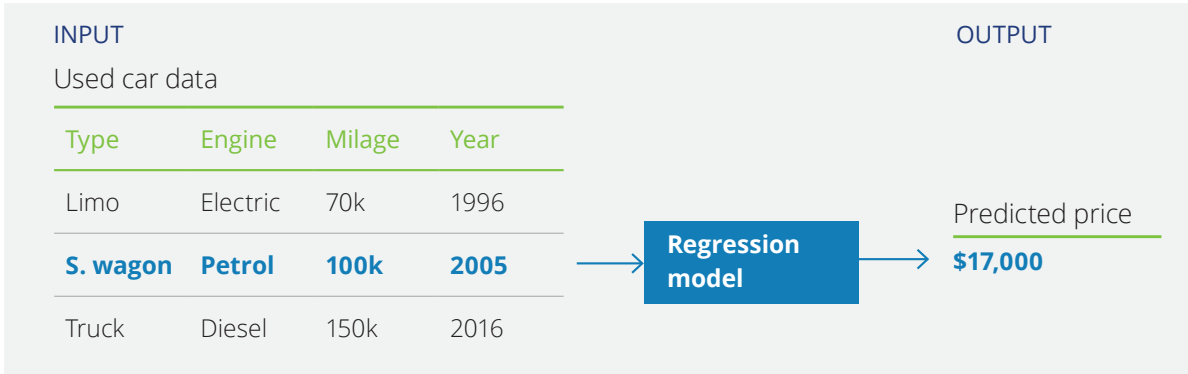 INPUT
OUTPUT
Used car data
Type Engine Milage Year
Limo Electric 70k 1996
Predicted price
S. wagon Petrol 100k 2005
Regression
model
$17,000
Truck Diesel 150k 2016